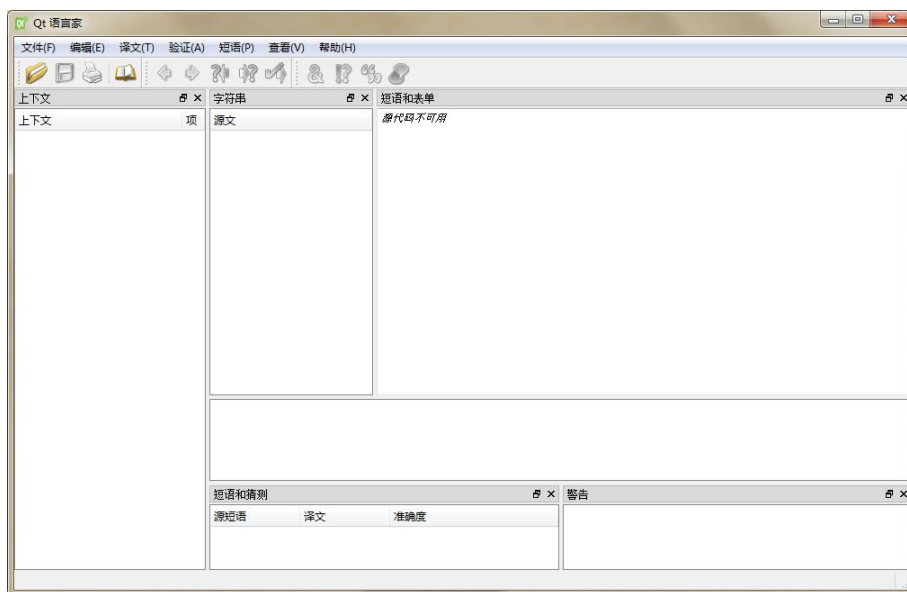 Qt 语言家
文件(F) 编辑(E) 译文(T) 验证(A) 短语(P) 查看(V) 帮助(H)
上下文 字符串 短语和表单
上下文 项 源文 源代码不可用
短语和猜测 警告
源短语 译文 准确度